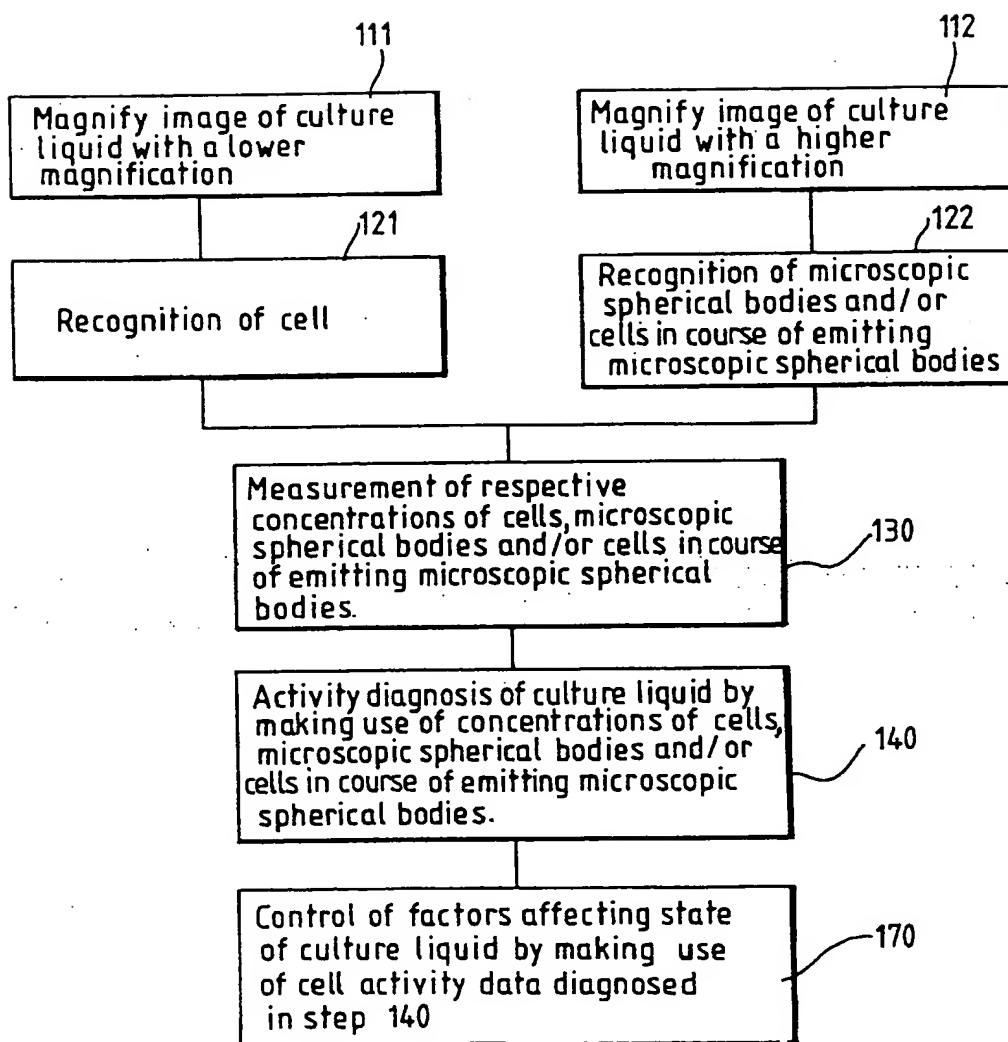 111
112
Magnify image of culture
liquid with a lower
magnification
Magnify image of culture
liquid with a higher
magnification
121
122
Recognition of cell
Recognition of microscopic
spherical bodies and/or
cells in course of emitting
microscopic spherical bodies
Measurement of respective
concentrations of cells, microscopic
spherical bodies and/or cells in course
of emitting microscopic spherical
bodies.
130
Activity diagnosis of culture liquid by
making use of concentrations of cells,
microscopic spherical bodies and/or
cells in course of emitting microscopic
spherical bodies.
140
Control of factors affecting state
of culture liquid by making use
of cell activity data diagnosed
in step 140
170